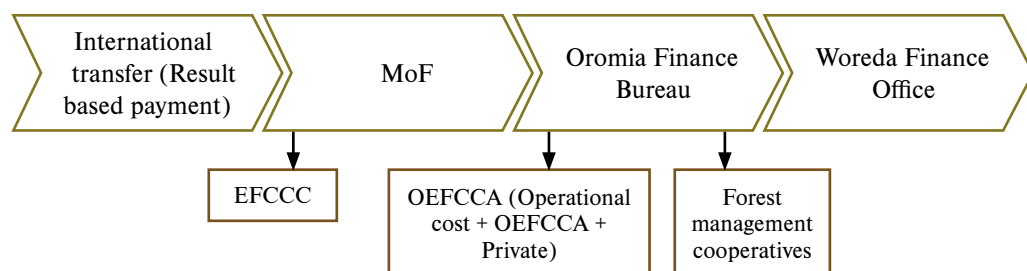 International
transfer (Result
based payment)
MoF
Oromia Finance
Bureau
Woreda Finance
Office
EFCCC
OEFCCA (Operational
cost + OEFCCA +
Private)
Forest
management
cooperatives